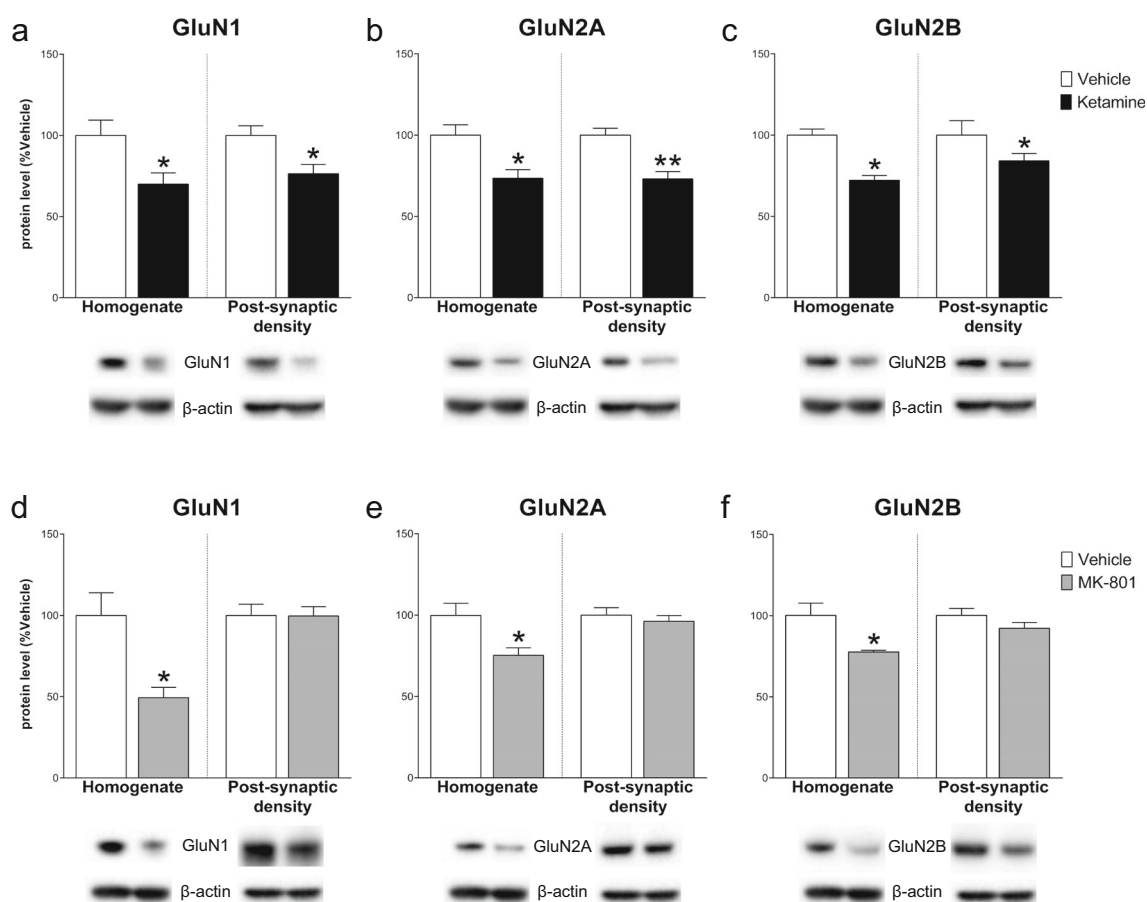 a GluN1 b GluN2A c GluN2B
150 150 150
Vehicle
Ketamine
100 100 100
* * * ** * *
50 50 50
protein level (%Vehicle)
0 0 0
Homogenate Post-synaptic Homogenate Post-synaptic Homogenate Post-synaptic
density density density
GluN1 GluN2A GluN2B
β-actin β-actin β-actin
d GluN1 e GluN2A f GluN2B
150 150 150
Vehicle
MK-801
100 100 100
* * *
50 50 50
protein level (%Vehicle)
0 0 0
Homogenate Post-synaptic Homogenate Post-synaptic Homogenate Post-synaptic
density density density
GluN1 GluN2A GluN2B
β-actin β-actin β-actin